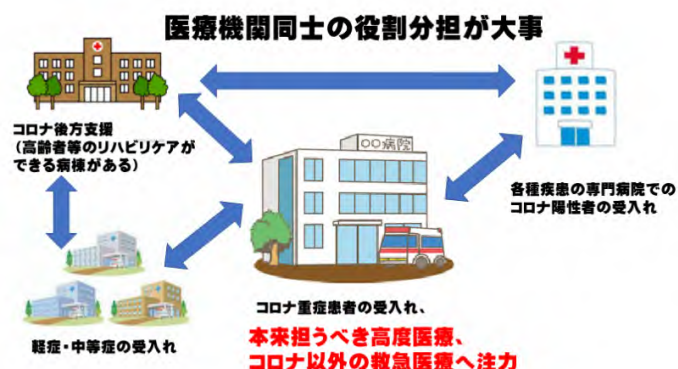 医療機関同士の役割分担が大事
コロナ後方支援
(高齢者等のリハビリケアが
できる病棟がある)
〇〇病院
各種疾患の専門病院での
コロナ陽性者の受入れ
軽症・中等症の受入れ
コロナ重症患者の受入れ、
本来担うべき高度医療、
コロナ以外の救急医療へ注力